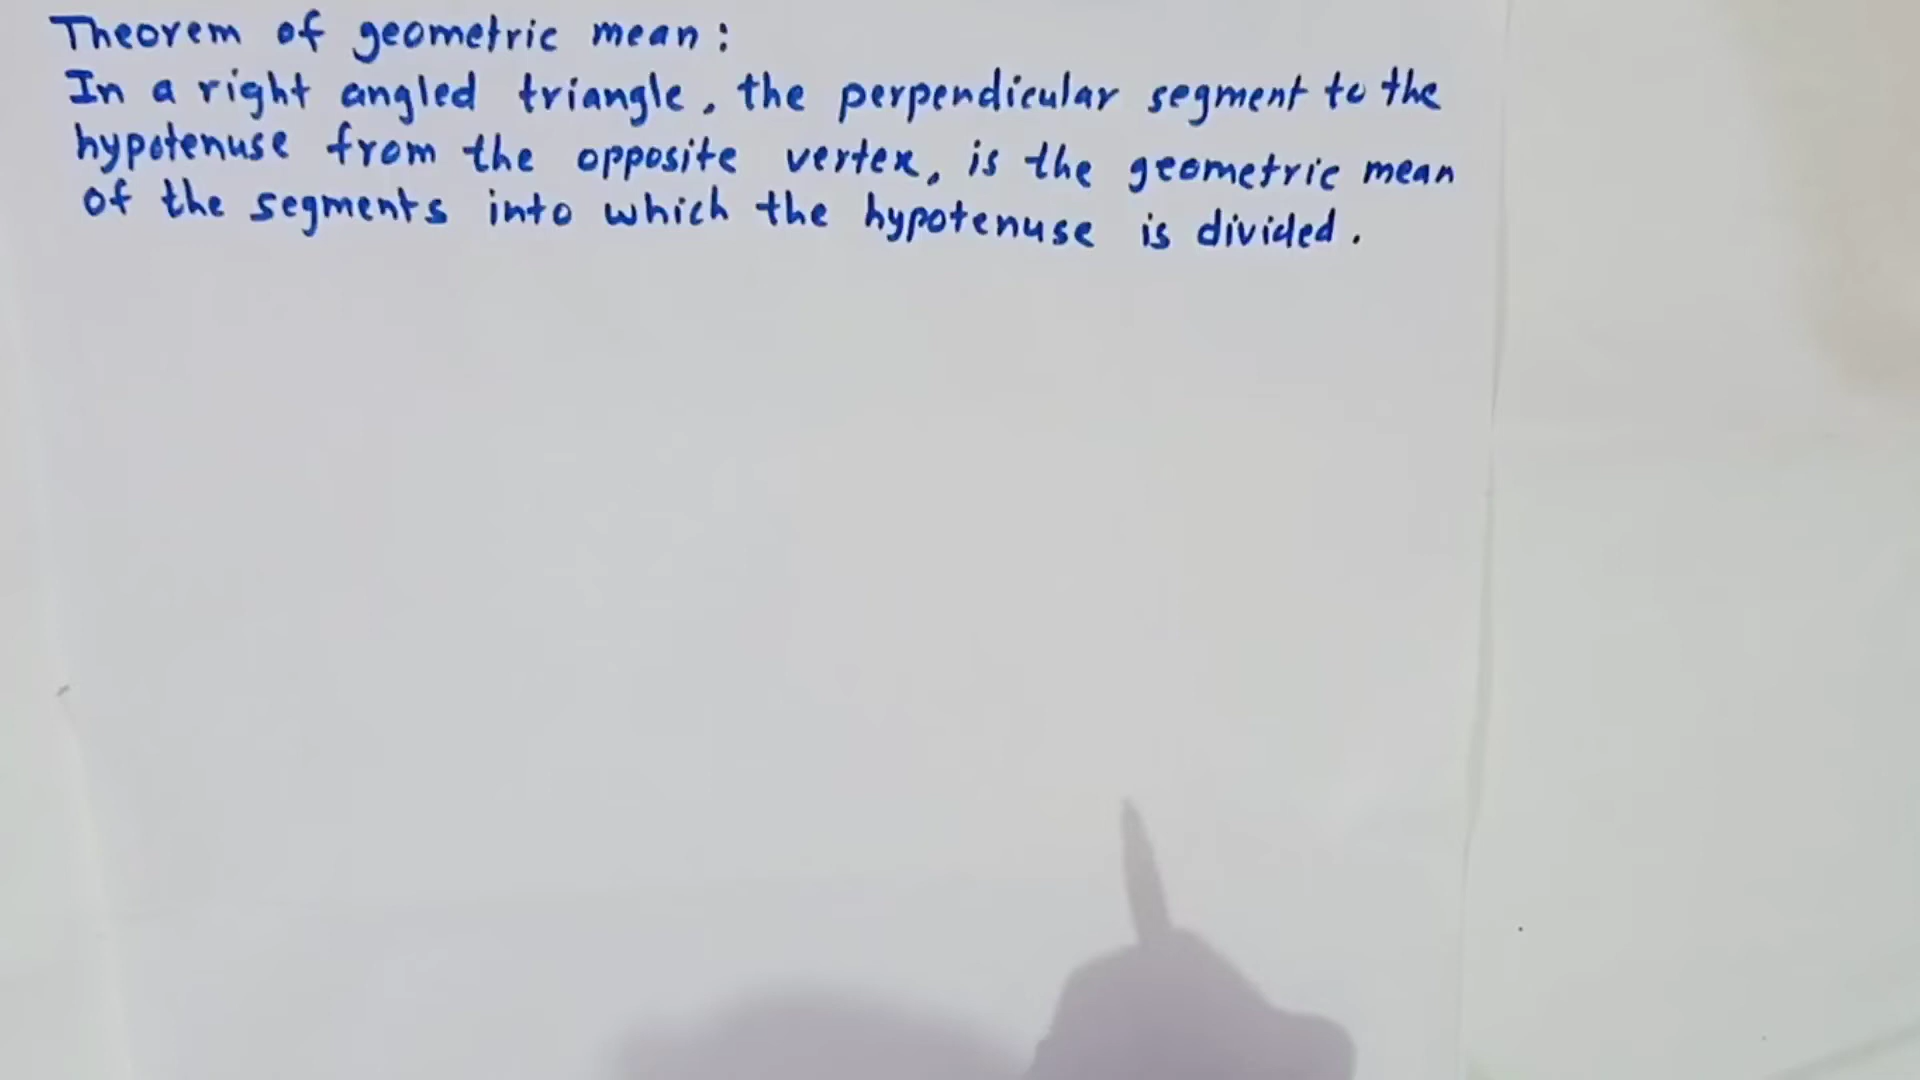 Theorem of geometric mean:
In a right angled triangle, the perpendicular segment to the
hypotenuse from the opposite vertex, is the geometric mean
of the segments into which the hypotenuse is divided.